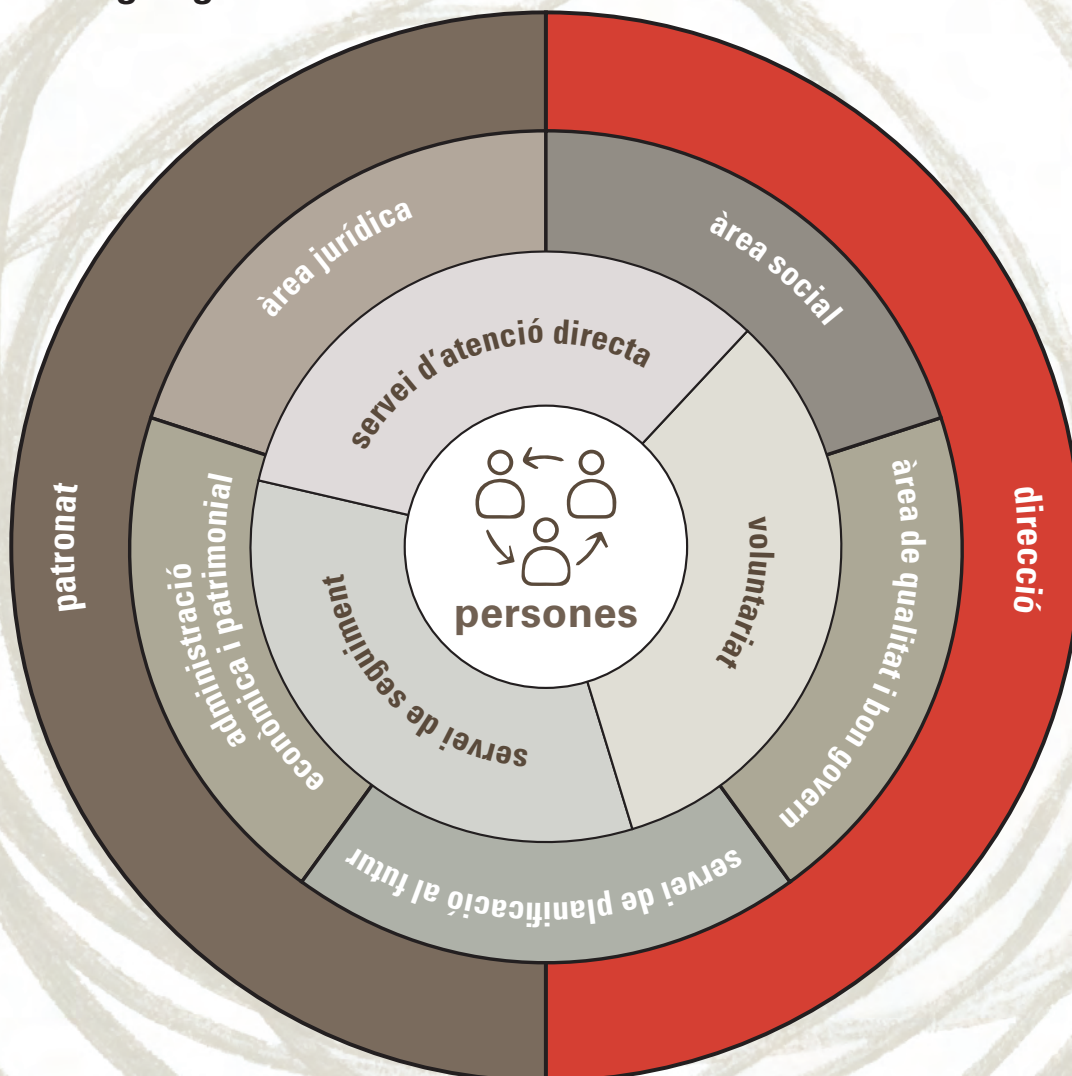 patronat
direcció
àrea jurídica
àrea social
àrea de qualitat i bon govern
servei de planificació al futur
administració
econòmica i patrimonial
servei d'atenció directa
voluntariat
servei de seguiment
persones